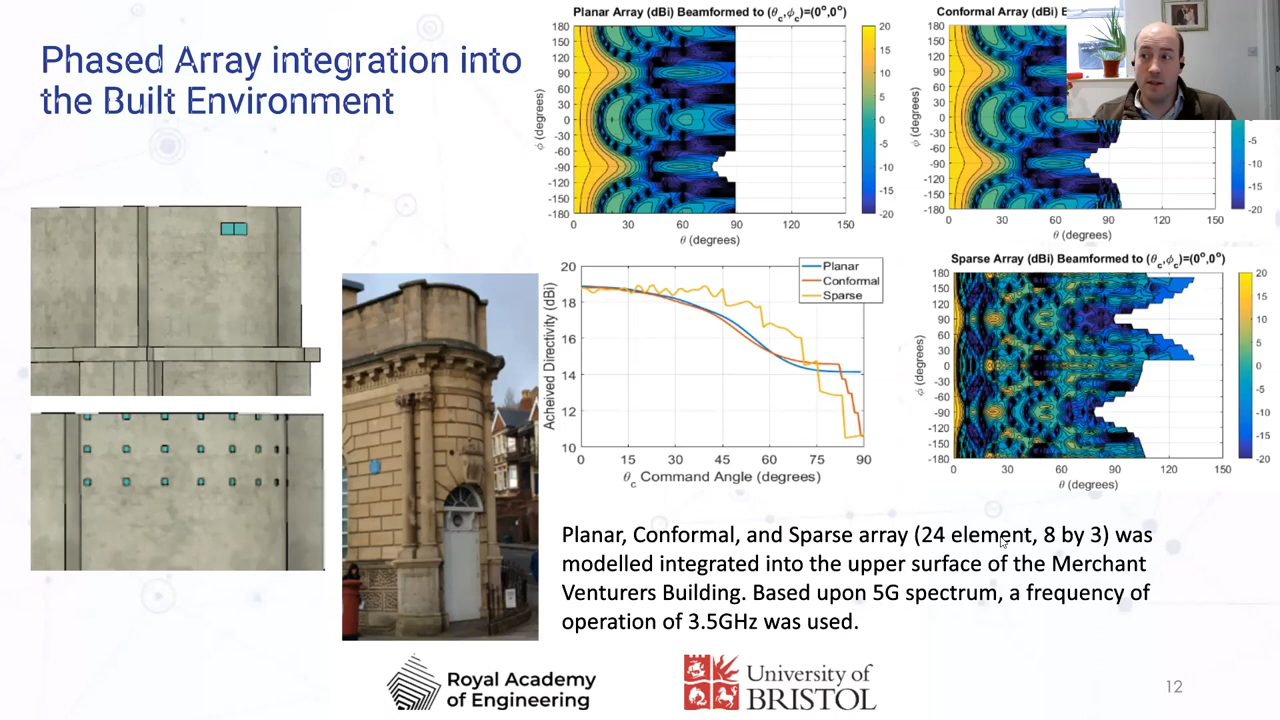 Phased Array integration into
the Built Environment
Planar Array (dBi) Beamformed to (θc,ϕc)=(0°,0°)
180
150
120
90
60
30
0
-30
-60
-90
-120
-150
-180
ϕ (degrees)
0 30 60 90 120 150
θ (degrees)
20
15
10
5
0
-5
-10
-15
-20
Conformal Array (dBi) B
180
150
120
90
60
30
0
-30
-60
-90
-120
-150
-180
ϕ (degrees)
0 30 60 120 150
θ (degrees)
-5
-10
-15
-20
20
18
16
14
12
10
Acheived Directivity (dBi)
0 15 30 45 60 75 90
θc Command Angle (degrees)
Planar
Conformal
Sparse
Sparse Array (dBi) Beamformed to (θc,ϕc)=(0°,0°)
180
150
120
90
60
30
0
-30
-60
-90
-120
-150
-180
ϕ (degrees)
0 30 60 90 120 150
θ (degrees)
20
15
10
5
0
-5
-10
-15
-20
Planar, Conformal, and Sparse array (24 element, 8 by 3) was
modelled integrated into the upper surface of the Merchant
Venturers Building. Based upon 5G spectrum, a frequency of
operation of 3.5GHz was used.
Royal Academy
of Engineering
University of
BRISTOL
12